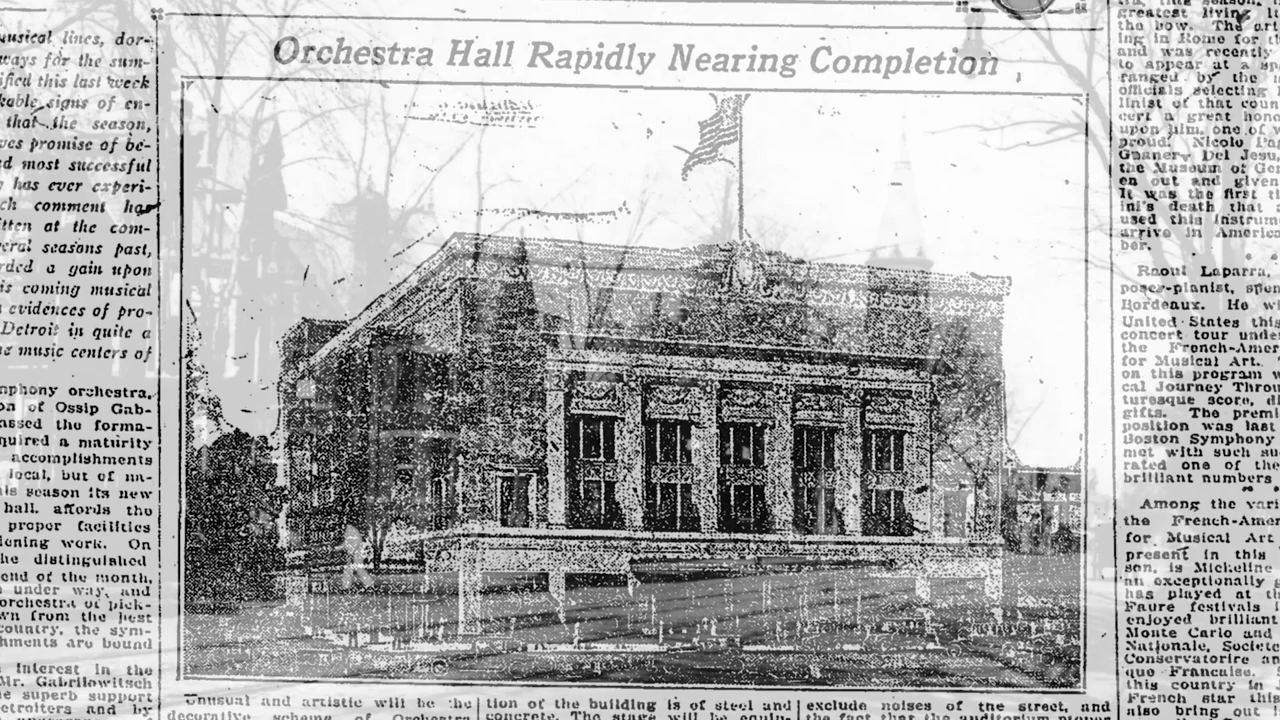 Orchestra Hall Rapidly Nearing Completion
musical lines, dor-
ways for the sum-
ified this last week
kable signs of en-
that the season,
ves promise of be-
d most successful
has ever experi-
ch comment has
itten at the com-
veral seasons past,
rded a gain upon
is coming musical
evidences of pro-
Detroit in quite a
se music centers of
mphony orchestra,
on of Ossip Gab-
assed the forma-
quired a maturity
accomplishments
local, but of na-
is season its new
hall, affords the
proper facilities
dening work. On
the distinguished
end of the month,
under way, and
orchestra of pick-
wn from the best
country, the sym-
hments are bound
interest in the
Mr. Gabrilowitsch
he superb support
etroiters and by
Unusual and artistic will be the
decorative scheme of Orchestra
tion of the building is of steel and
concrete. The stage will be equip-
exclude noises of the street, and
the fact that the auditorium proper
greatest living
the bow. The art
ing in Rome for
and was recently
to appear at a
ranged by the
officials selecting
linist of that coun
cert a great hono
upon him, one of
proud. Nicolo Pag
Guanery Del Jesu
the Museum of Gen
en out and given
It was the first
ini's death that
used this instrum
arrive in America
ber.
Raoul Laparra,
poser-pianist, spen
Bordeaux. He
United States this
concert tour under
the French-Amer
for Musical Art.
on this program
cal Journey Throu
turesque score, di
gifts. The premi
position was last
Boston Symphony
met with such su
rated one of the
brilliant numbers
Among the vari
the French-Amer
for Musical Art
present in this
son, is Micheline
an exceptionally
has played at the
Faure festivals
enjoyed brilliant
Monte Carlo and
Nationale, Societe
Conservatoire an
que Francaise.
this country in
French star this
also bring out